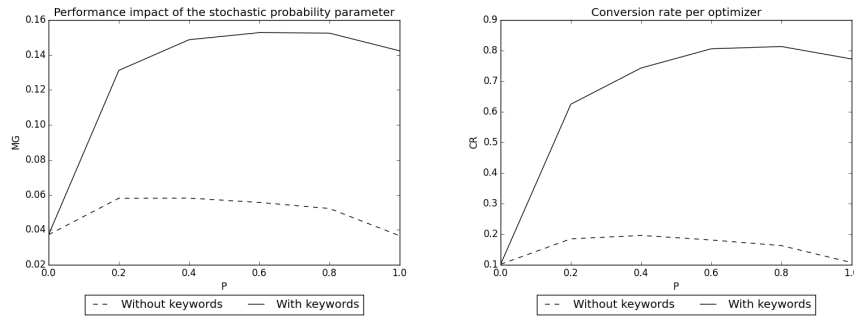 Performance impact of the stochastic probability parameter
0.16
0.14
0.12
0.10
0.08
0.06
0.04
0.02
MG
0.0 0.2 0.4 0.6 0.8 1.0
P
Without keywords With keywords
Conversion rate per optimizer
0.9
0.8
0.7
0.6
0.5
0.4
0.3
0.2
0.1
CR
0.0 0.2 0.4 0.6 0.8 1.0
P
Without keywords With keywords